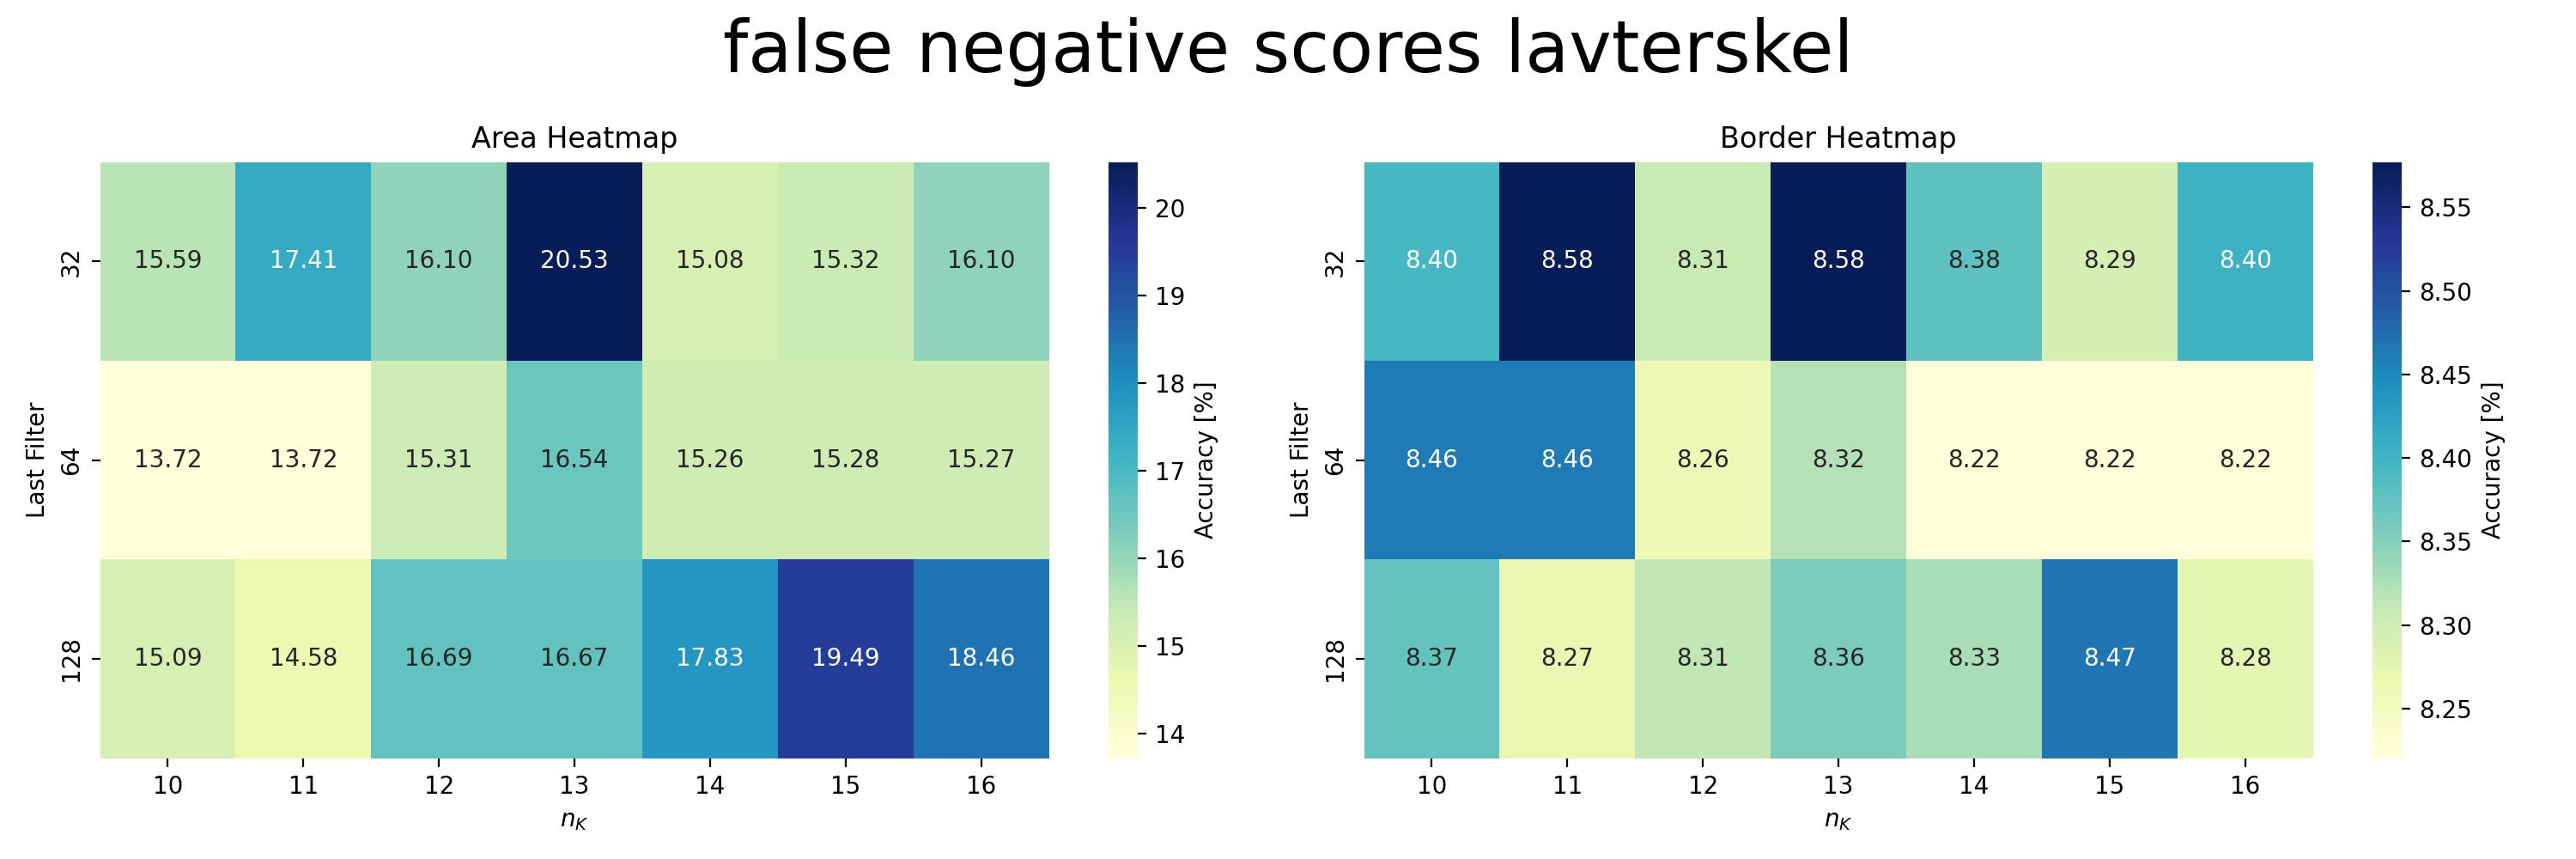 false negative scores lavterskel
Area Heatmap
Last Filter
32
15.59 17.41 16.10 20.53 15.08 15.32 16.10
64
13.72 13.72 15.31 16.54 15.26 15.28 15.27
128
15.09 14.58 16.69 16.67 17.83 19.49 18.46
10 11 12 13 14 15 16
n_K
20
19
18
17
16
15
14
Accuracy [%]
Border Heatmap
Last Filter
32
8.40 8.58 8.31 8.58 8.38 8.29 8.40
64
8.46 8.46 8.26 8.32 8.22 8.22 8.22
128
8.37 8.27 8.31 8.36 8.33 8.47 8.28
10 11 12 13 14 15 16
n_K
8.55
8.50
8.45
8.40
8.35
8.30
8.25
Accuracy [%]